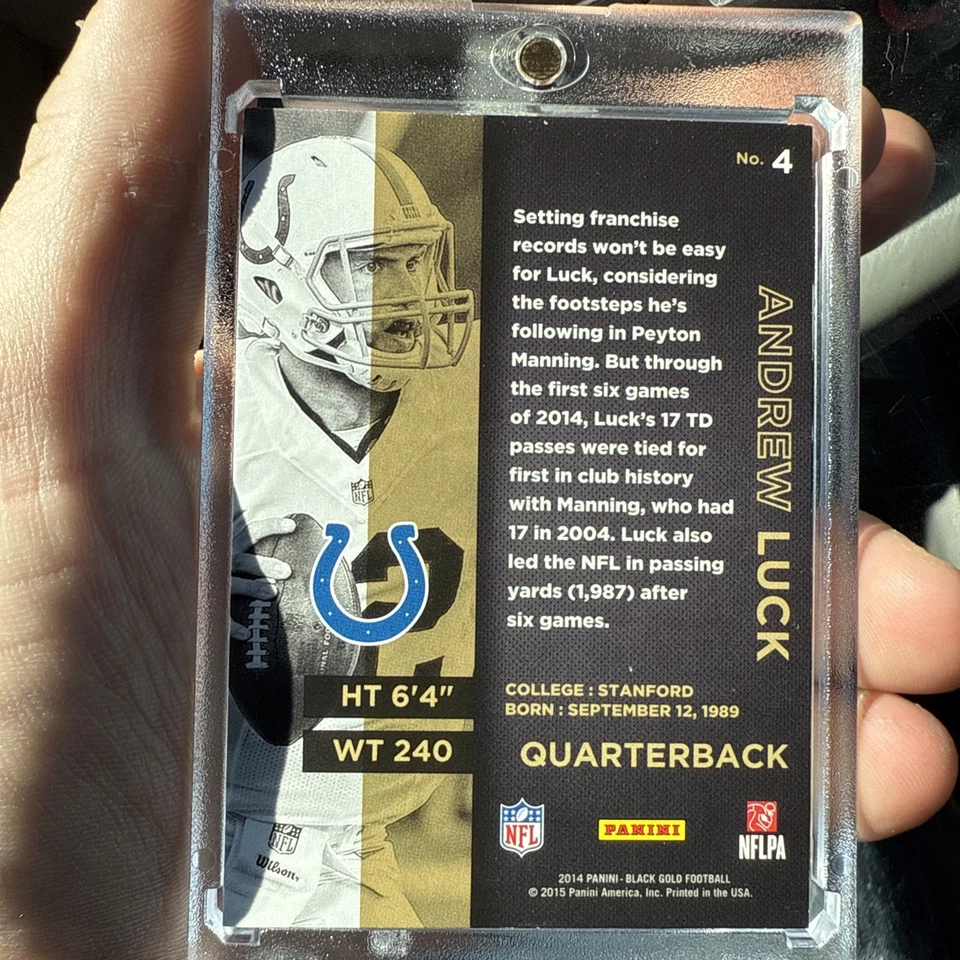 No. 4
Setting franchise
records won't be easy
for Luck, considering
the footsteps he's
following in Peyton
Manning. But through
the first six games
of 2014, Luck's 17 TD
passes were tied for
first in club history
with Manning, who had
17 in 2004. Luck also
led the NFL in passing
yards (1,987) after
six games.
ANDREW LUCK
NFL
2
HT 6'4"
WT 240
COLLEGE : STANFORD
BORN : SEPTEMBER 12, 1989
QUARTERBACK
NFL
Wilson
NFL
PANINI
NFLPA
2014 PANINI - BLACK GOLD FOOTBALL
© 2015 Panini America, Inc. Printed in the USA.